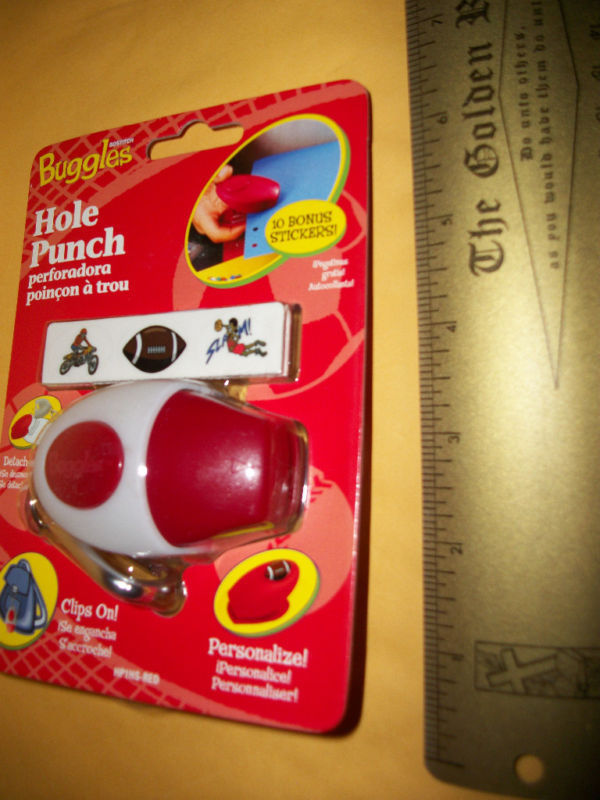 BOSTITCH
Buggles
Hole
Punch
perforadora
poinçon à trou
10 BONUS
STICKERS!
¡Pegatinas
gratis!
Autocollants!
SLAM!
Detach
Clips On!
¡Se engancha
S'accroche!
Personalize!
¡Personalice!
Personnaliser!
HP1HS-RED
The Golden
Do unto others,
as you would have them do
7
6
5
4
3
2
1